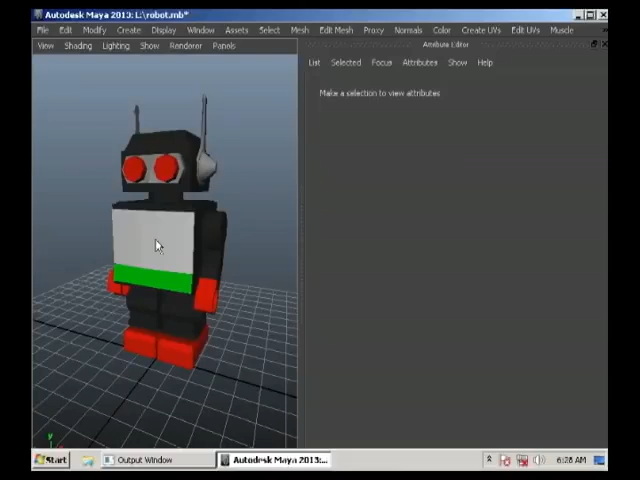 Autodesk Maya 2013: L:\robot.mb*
File Edit Modify Create Display Window Assets Select Mesh Edit Mesh Proxy Normals Color Create UVs Edit UVs Muscle
Attribute Editor
View Shading Lighting Show Renderer Panels
List Selected Focus Attributes Show Help
Make a selection to view attributes
y
Start Output Window Autodesk Maya 2013:... 6:28 AM